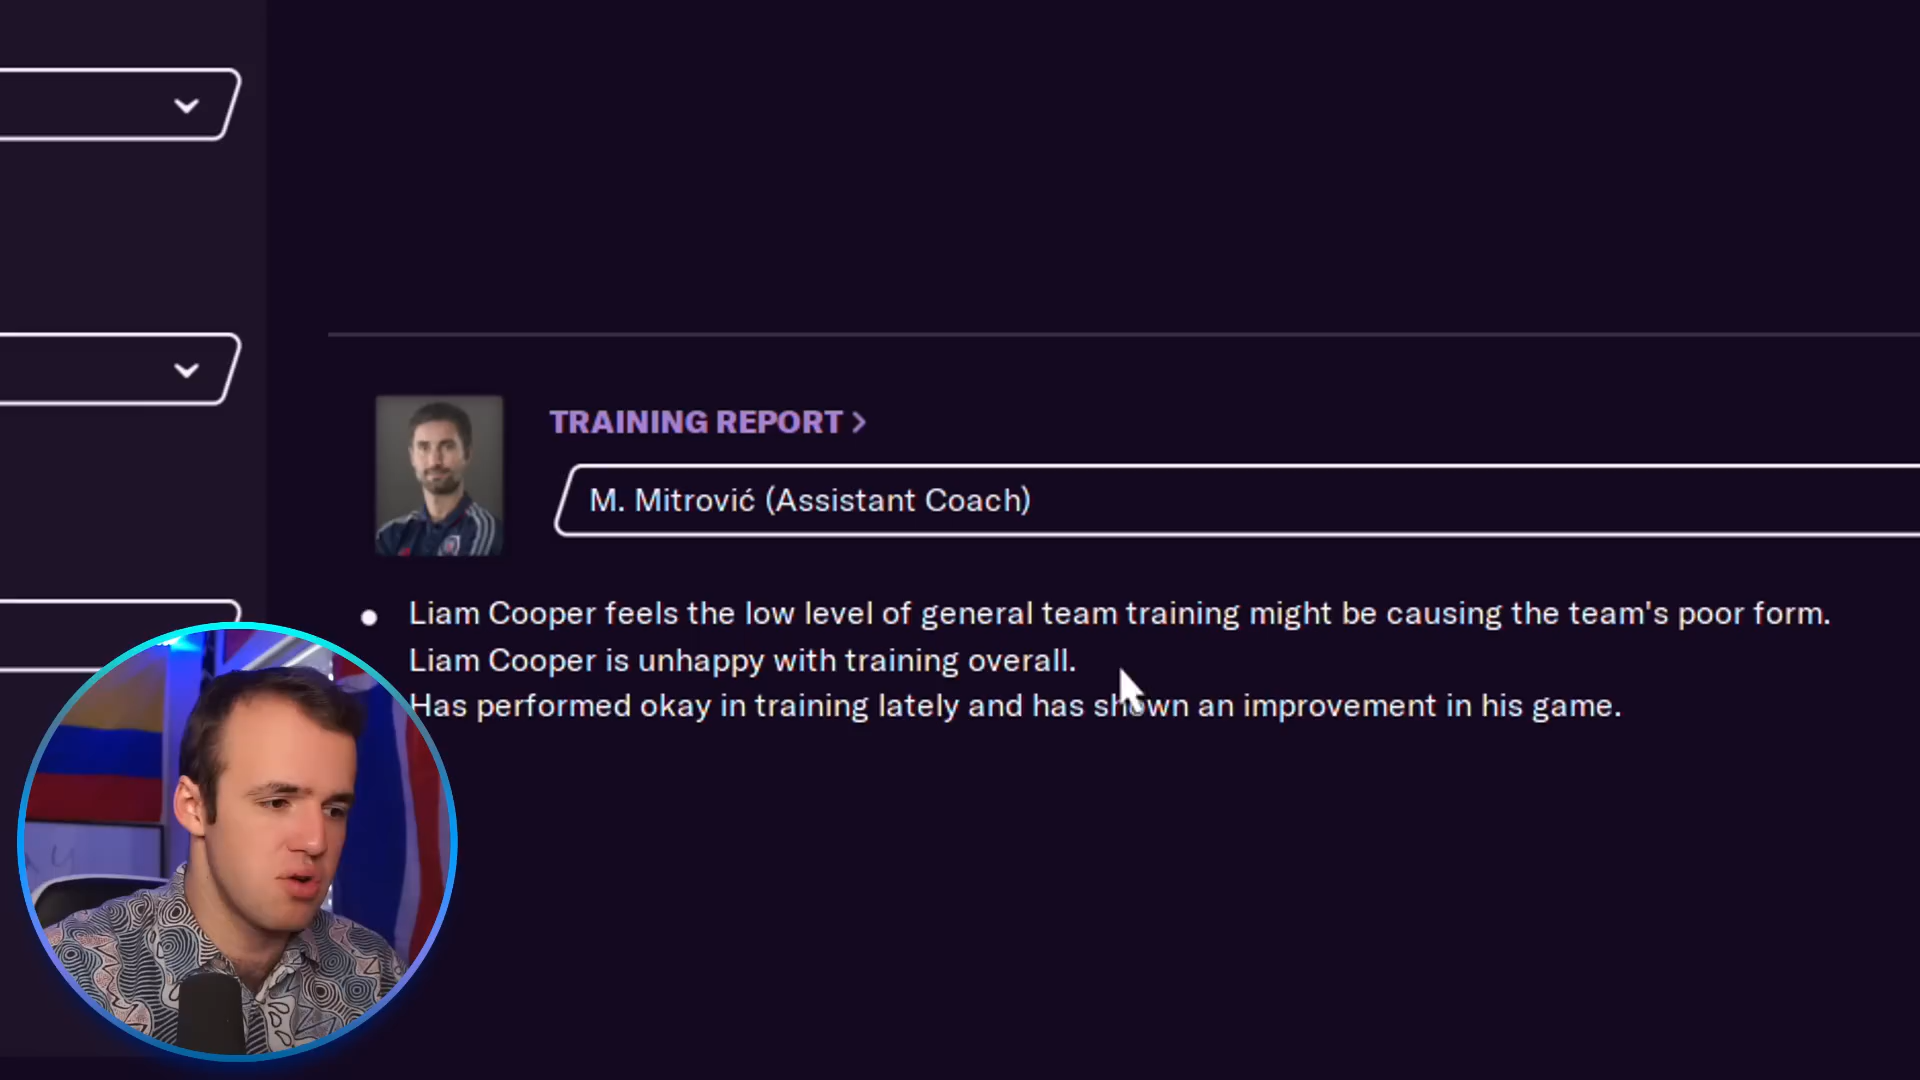 TRAINING REPORT >
M. Mitrović (Assistant Coach)
Liam Cooper feels the low level of general team training might be causing the team's poor form.
Liam Cooper is unhappy with training overall.
Has performed okay in training lately and has shown an improvement in his game.